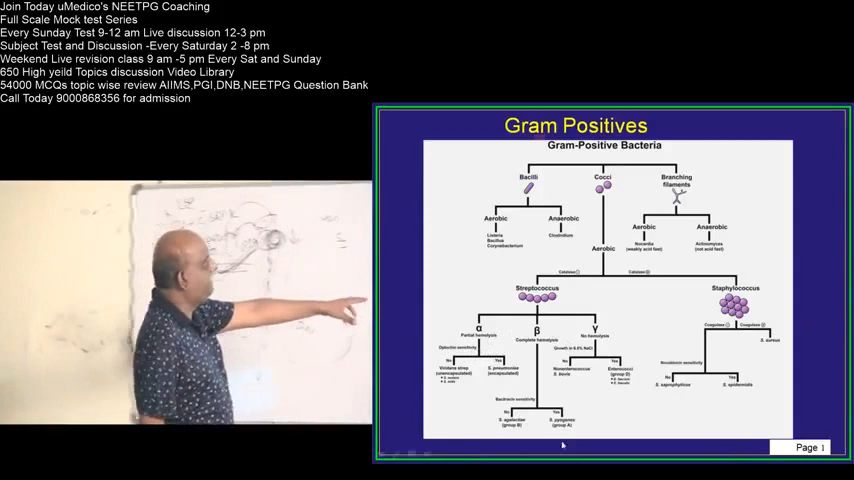 Join Today uMedico's NEETPG Coaching
Full Scale Mock test Series
Every Sunday Test 9-12 am Live discussion 12-3 pm
Subject Test and Discussion -Every Saturday 2 -8 pm
Weekend Live revision class 9 am -5 pm Every Sat and Sunday
650 High yeild Topics discussion Video Library
54000 MCQs topic wise review AIIMS,PGI,DNB,NEETPG Question Bank
Call Today 9000868356 for admission
Gram Positives
Gram-Positive Bacteria
Bacilli Cocci Branching filaments
Aerobic Anaerobic Aerobic Anaerobic
Listeria
Bacillus
Corynebacterium
Clostridium
Nocardia
(weakly acid fast)
Actinomyces
(not acid fast)
Aerobic
Catalase ⊖ Catalase ⊕
Streptococcus Staphylococcus
α β γ
Partial hemolysis Complete hemolysis No hemolysis
Coagulase ⊖ Coagulase ⊕
S. aureus
Optochin sensitivity Growth in 6.5% NaCl
No Yes No Yes
Viridans strep
(unencapsulated)
S. pneumoniae
(encapsulated)
Nonenterococcus
S. bovis
Enterococci
(group D)
Novobiocin sensitivity
No Yes
S. saprophyticus S. epidermidis
Bacitracin sensitivity
No Yes
S. agalactiae
(group B)
S. pyogenes
(group A)
Page 1